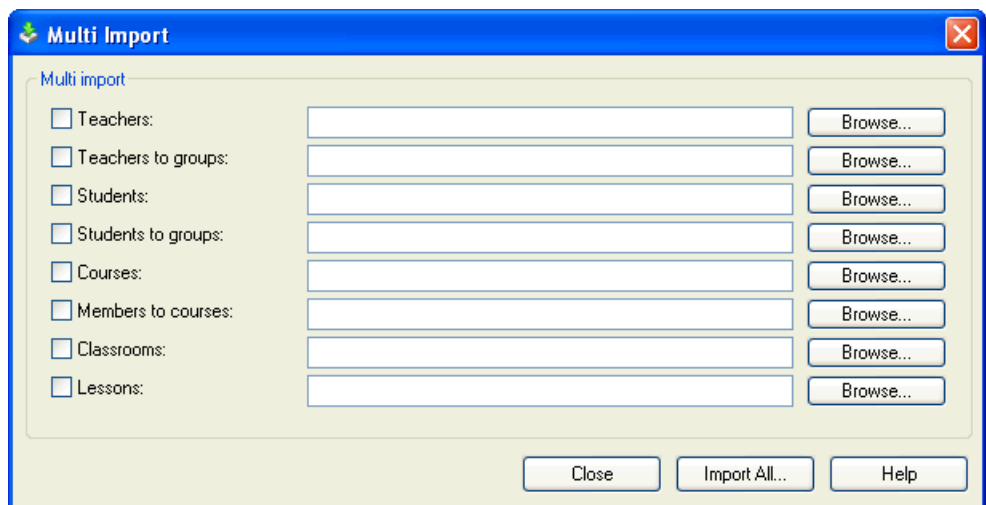 Multi Import
Multi import
Teachers: Browse...
Teachers to groups: Browse...
Students: Browse...
Students to groups: Browse...
Courses: Browse...
Members to courses: Browse...
Classrooms: Browse...
Lessons: Browse...
Close Import All... Help